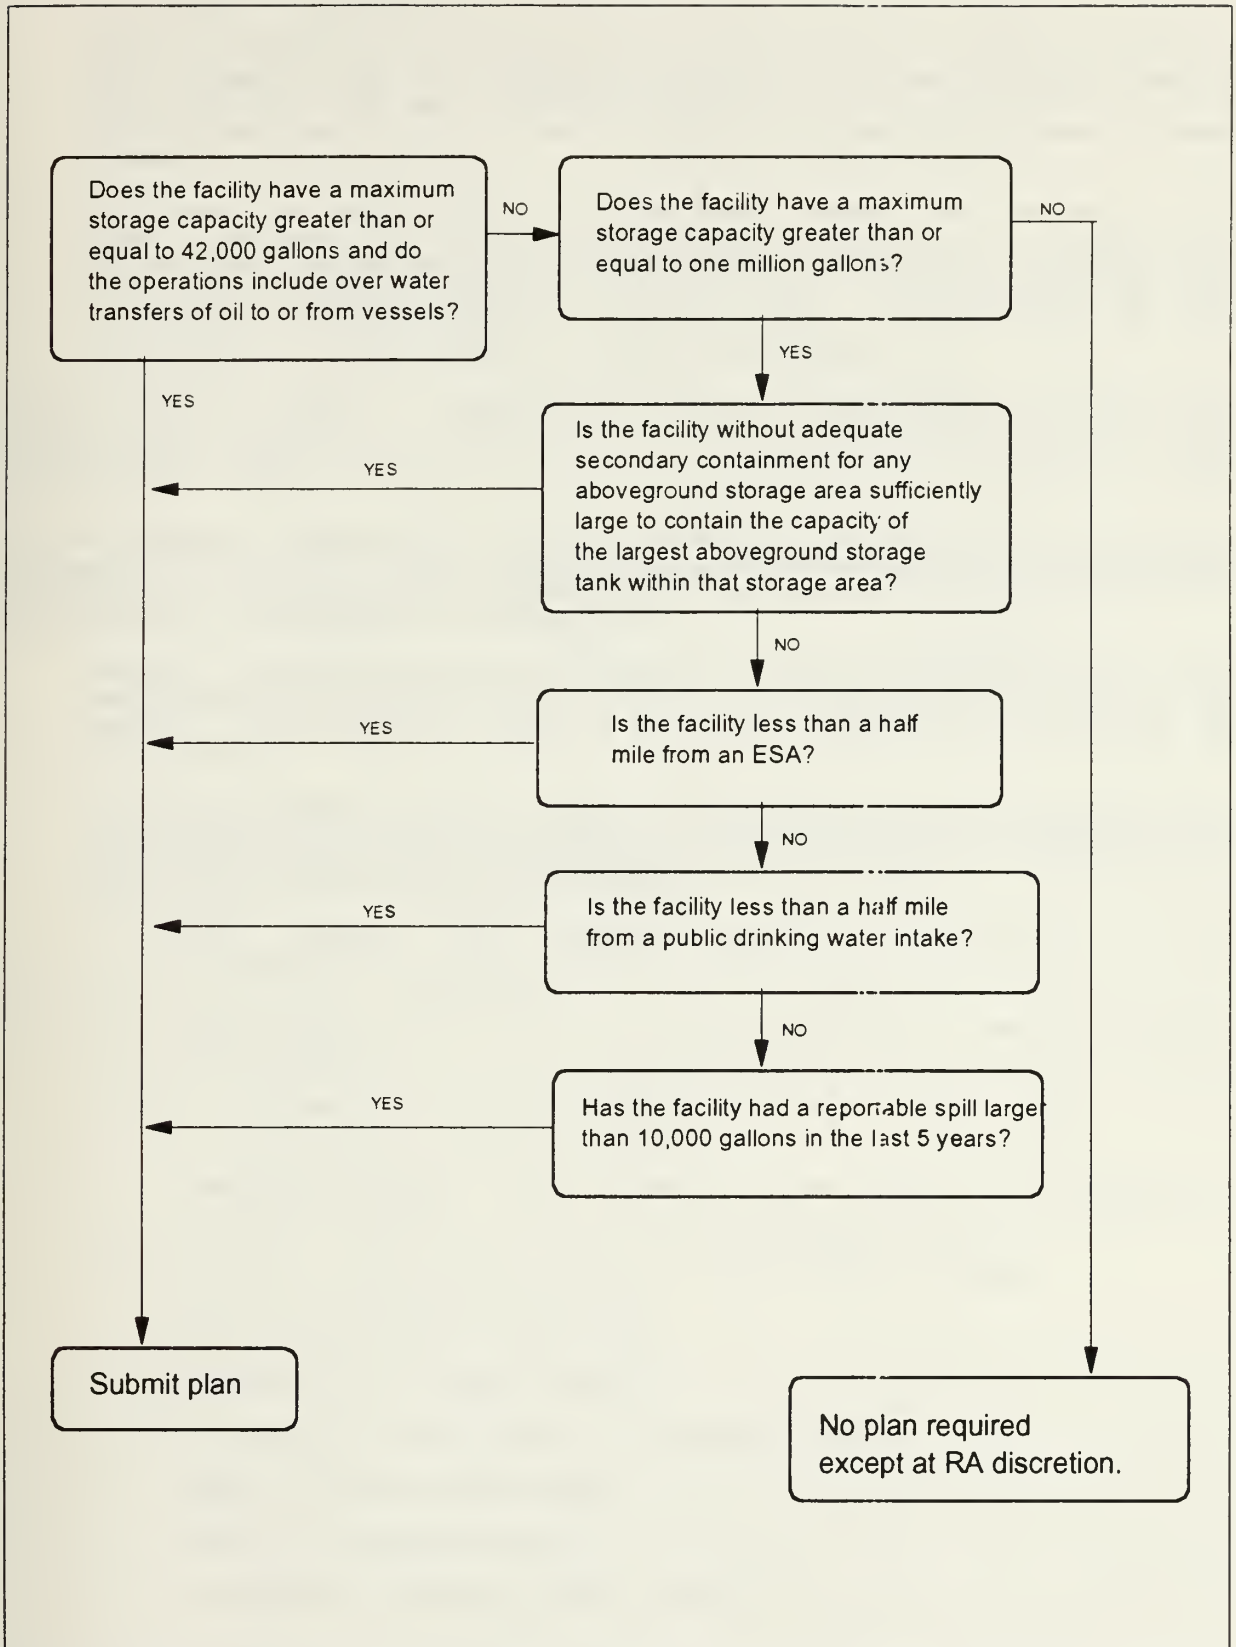 Does the facility have a maximum
storage capacity greater than or
equal to 42,000 gallons and do
the operations include over water
transfers of oil to or from vessels?
NO
Does the facility have a maximum
storage capacity greater than or
equal to one million gallons?
NO
YES
YES
Is the facility without adequate
secondary containment for any
aboveground storage area sufficiently
large to contain the capacity of
the largest aboveground storage
tank within that storage area?
YES
NO
Is the facility less than a half
mile from an ESA?
YES
NO
Is the facility less than a half mile
from a public drinking water intake?
YES
NO
Has the facility had a reportable spill larger
than 10,000 gallons in the last 5 years?
YES
Submit plan
No plan required
except at RA discretion.